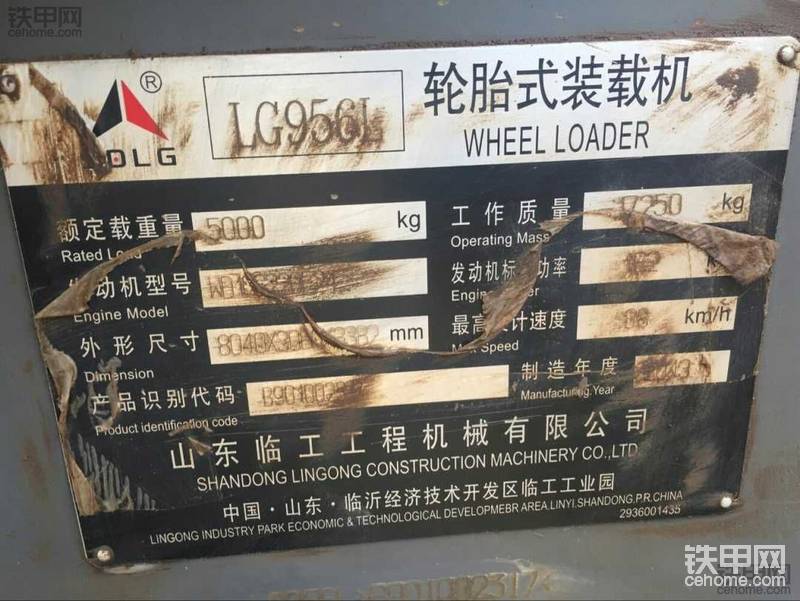 铁甲网
cehome.com
®
LG956L
轮胎式装载机
WHEEL LOADER
DLG
额定载重量 5000 kg
Rated
工作质量 17250 kg
Operating Mass
动机型号
Engine Model
发动机标 功率
外形尺寸 mm
Dimension
最高 计速度 km/h
Speed
产品识别代码
Product identification code
制造年度
Manufacturing.Year
山东临工工程机械有限公司
SHANDONG LINGONG CONSTRUCTION MACHINERY CO.,LTD
中国·山东·临沂经济技术开发区临工工业园
LINGONG INDUSTRY PARK ECONOMIC & TECHNOLOGICAL DEVELOPMEBR AREA.LINYI.SHANDONG.P.R.CHINA
2936001435
铁甲网
cehome.com